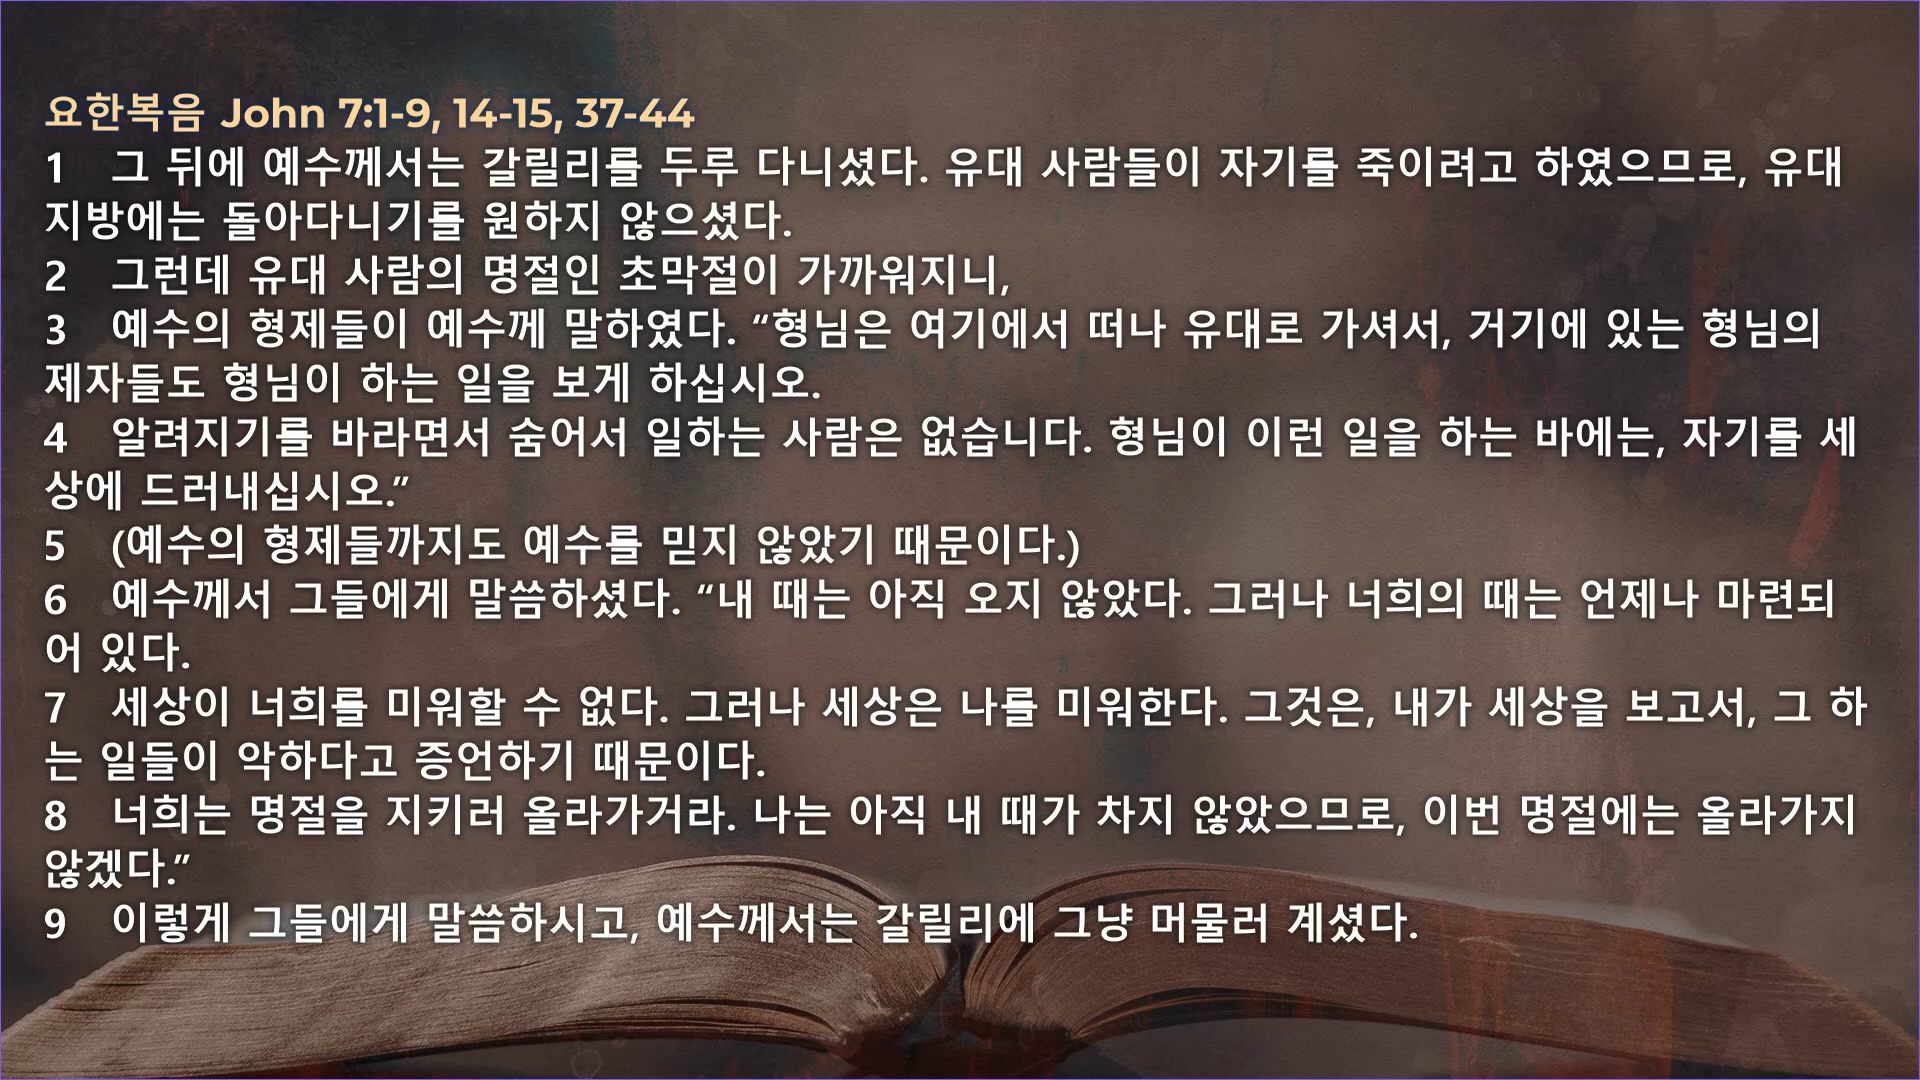 요한복음 John 7:1-9, 14-15, 37-44
1 그 뒤에 예수께서는 갈릴리를 두루 다니셨다. 유대 사람들이 자기를 죽이려고 하였으므로, 유대
지방에는 돌아다니기를 원하지 않으셨다.
2 그런데 유대 사람의 명절인 초막절이 가까워지니,
3 예수의 형제들이 예수께 말하였다. “형님은 여기에서 떠나 유대로 가셔서, 거기에 있는 형님의
제자들도 형님이 하는 일을 보게 하십시오.
4 알려지기를 바라면서 숨어서 일하는 사람은 없습니다. 형님이 이런 일을 하는 바에는, 자기를 세
상에 드러내십시오.”
5 (예수의 형제들까지도 예수를 믿지 않았기 때문이다.)
6 예수께서 그들에게 말씀하셨다. “내 때는 아직 오지 않았다. 그러나 너희의 때는 언제나 마련되
어 있다.
7 세상이 너희를 미워할 수 없다. 그러나 세상은 나를 미워한다. 그것은, 내가 세상을 보고서, 그 하
는 일들이 악하다고 증언하기 때문이다.
8 너희는 명절을 지키러 올라가거라. 나는 아직 내 때가 차지 않았으므로, 이번 명절에는 올라가지
않겠다.”
9 이렇게 그들에게 말씀하시고, 예수께서는 갈릴리에 그냥 머물러 계셨다.